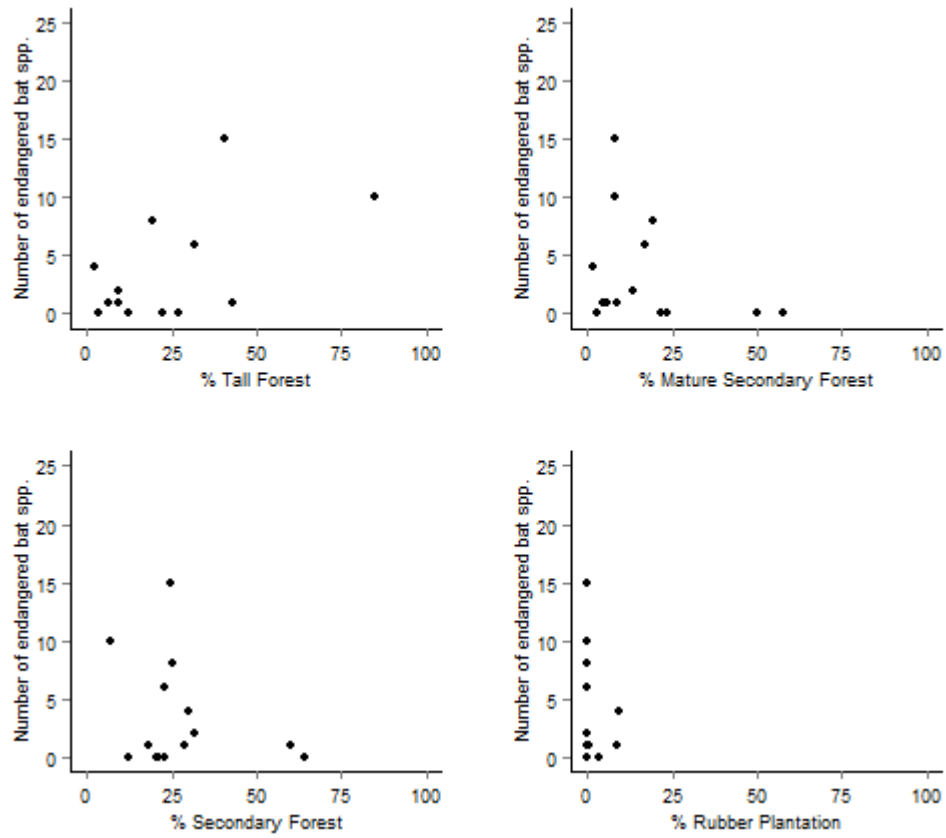 Number of endangered bat spp.
25
20
15
10
5
0
0 25 50 75 100
% Tall Forest
Number of endangered bat spp.
25
20
15
10
5
0
0 25 50 75 100
% Mature Secondary Forest
Number of endangered bat spp.
25
20
15
10
5
0
0 25 50 75 100
% Secondary Forest
Number of endangered bat spp.
25
20
15
10
5
0
0 25 50 75 100
% Rubber Plantation